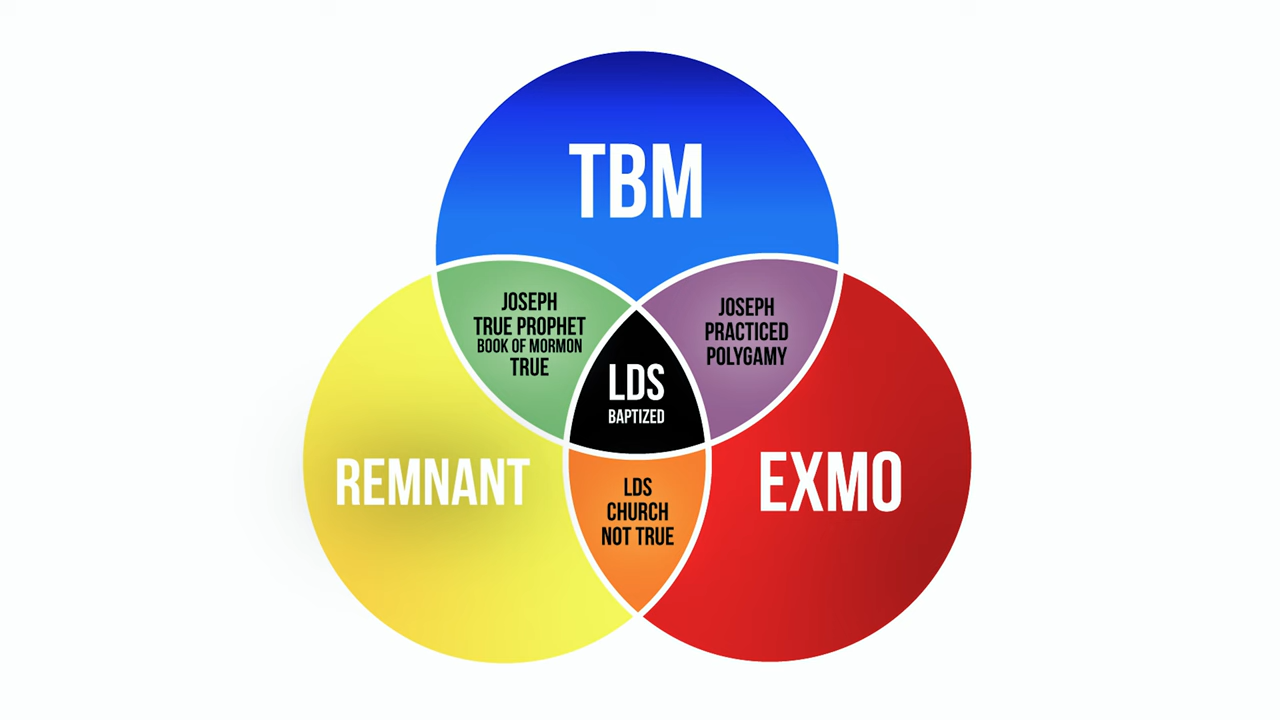 TBM
JOSEPH
TRUE PROPHET
BOOK OF MORMON
TRUE
JOSEPH
PRACTICED
POLYGAMY
LDS
BAPTIZED
REMNANT
EXMO
LDS
CHURCH
NOT TRUE